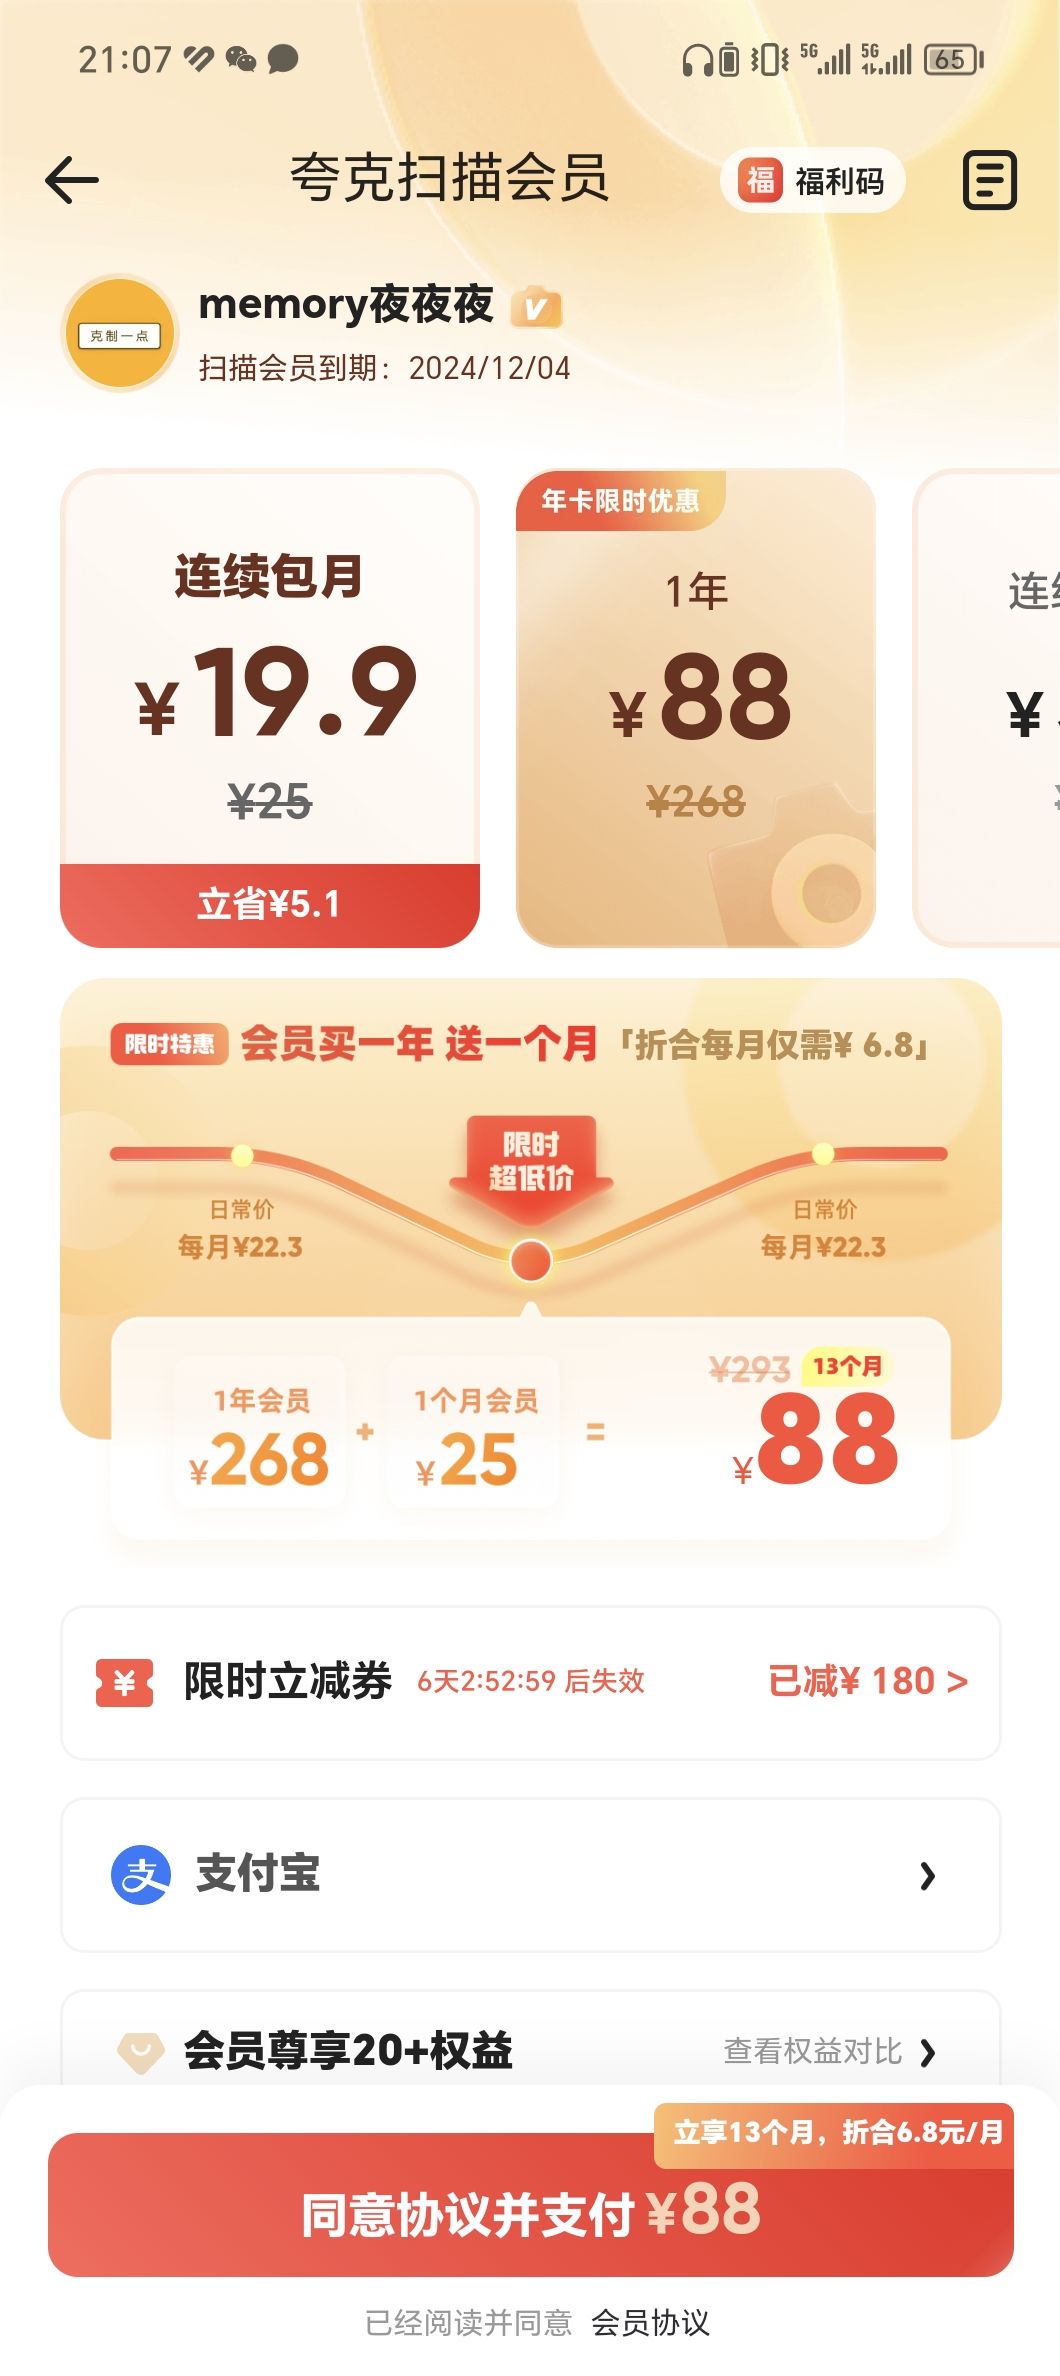 21:07
5G
5G
65
夸克扫描会员
福 福利码
克制一点
memory夜夜夜 V
扫描会员到期：2024/12/04
连续包月
¥19.9
¥25
立省¥5.1
年卡限时优惠
1年
¥88
¥268
连
¥
限时特惠 会员买一年 送一个月「折合每月仅需¥ 6.8」
限时
超低价
日常价
每月¥22.3
日常价
每月¥22.3
1年会员
¥268
+
1个月会员
¥25
=
¥293 13个月
¥88
¥ 限时立减券 6天2:52:59 后失效 已减¥ 180 >
支 支付宝
会员尊享20+权益 查看权益对比
立享13个月，折合6.8元/月
同意协议并支付 ¥88
已经阅读并同意 会员协议